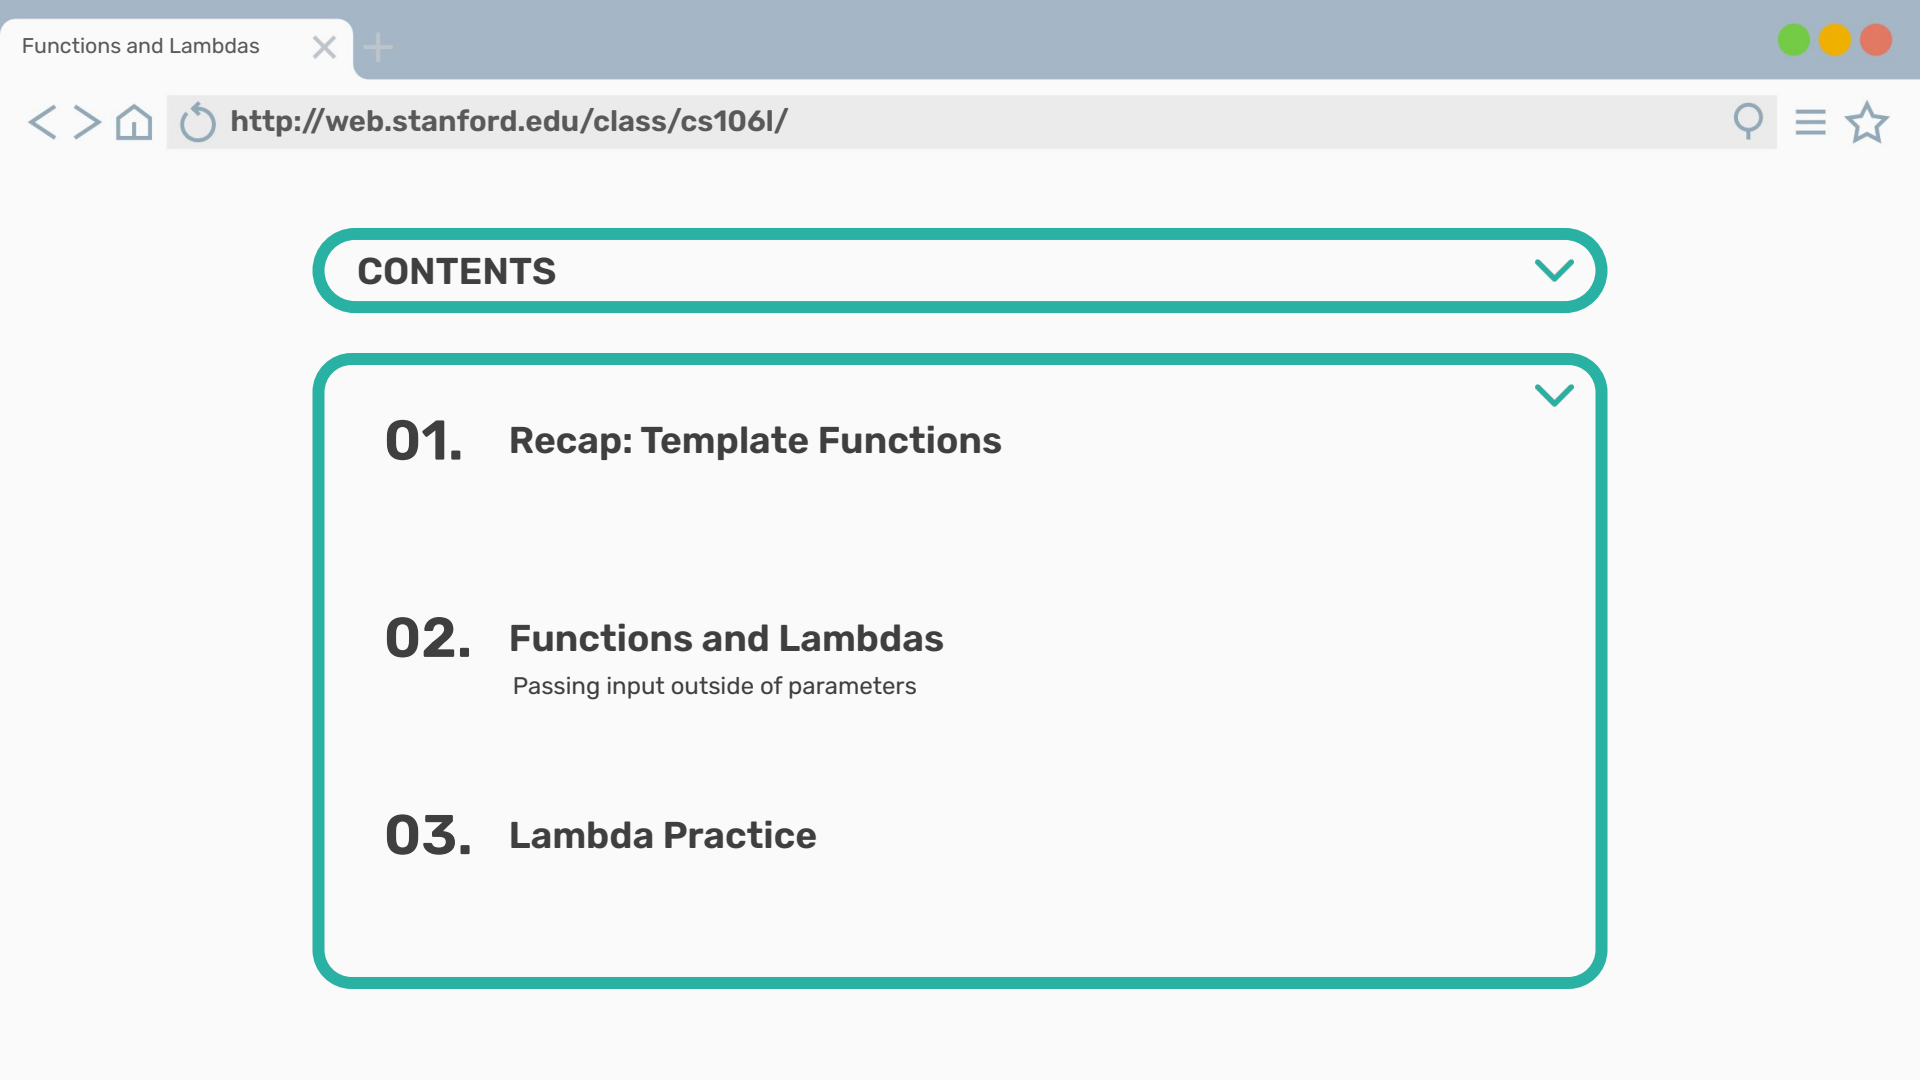 Functions and Lambdas
http://web.stanford.edu/class/cs106l/
CONTENTS
01. Recap: Template Functions
02. Functions and Lambdas
Passing input outside of parameters
03. Lambda Practice